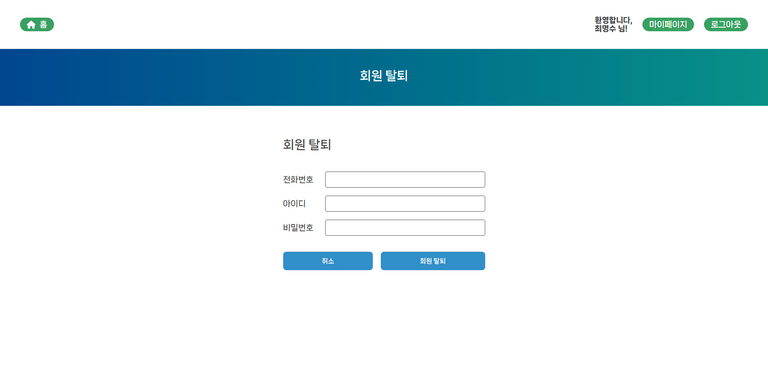 홈
환영합니다,
최명수 님!
마이페이지
로그아웃
회원 탈퇴
회원 탈퇴
전화번호
아이디
비밀번호
취소
회원 탈퇴